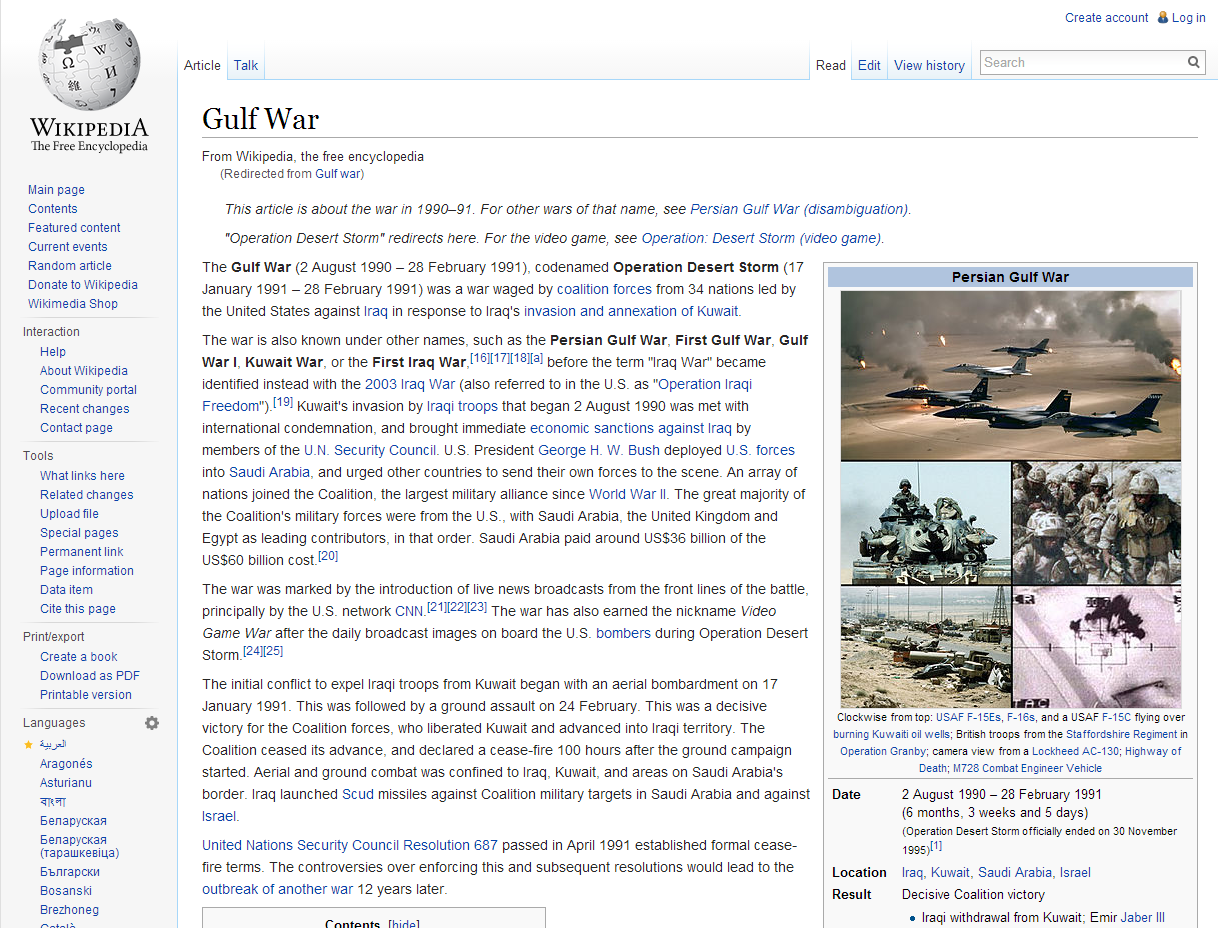 Create account Log in
Article Talk Read Edit View history Search
WIKIPEDIA
The Free Encyclopedia
Main page
Contents
Featured content
Current events
Random article
Donate to Wikipedia
Wikimedia Shop
Interaction
Help
About Wikipedia
Community portal
Recent changes
Contact page
Tools
What links here
Related changes
Upload file
Special pages
Permanent link
Page information
Data item
Cite this page
Print/export
Create a book
Download as PDF
Printable version
Languages
العربية
Aragonés
Asturianu
বাংলা
Беларуская
Беларуская
(тарашкевіца)
Български
Bosanski
Brezhoneg
Català
Gulf War
From Wikipedia, the free encyclopedia
(Redirected from Gulf war)
This article is about the war in 1990–91. For other wars of that name, see Persian Gulf War (disambiguation).
"Operation Desert Storm" redirects here. For the video game, see Operation: Desert Storm (video game).
The Gulf War (2 August 1990 – 28 February 1991), codenamed Operation Desert Storm (17
January 1991 – 28 February 1991) was a war waged by coalition forces from 34 nations led by
the United States against Iraq in response to Iraq's invasion and annexation of Kuwait.
The war is also known under other names, such as the Persian Gulf War, First Gulf War, Gulf
War I, Kuwait War, or the First Iraq War,[16][17][18][a] before the term "Iraq War" became
identified instead with the 2003 Iraq War (also referred to in the U.S. as "Operation Iraqi
Freedom").[19] Kuwait's invasion by Iraqi troops that began 2 August 1990 was met with
international condemnation, and brought immediate economic sanctions against Iraq by
members of the U.N. Security Council. U.S. President George H. W. Bush deployed U.S. forces
into Saudi Arabia, and urged other countries to send their own forces to the scene. An array of
nations joined the Coalition, the largest military alliance since World War II. The great majority of
the Coalition's military forces were from the U.S., with Saudi Arabia, the United Kingdom and
Egypt as leading contributors, in that order. Saudi Arabia paid around US$36 billion of the
US$60 billion cost.[20]
The war was marked by the introduction of live news broadcasts from the front lines of the battle,
principally by the U.S. network CNN.[21][22][23] The war has also earned the nickname Video
Game War after the daily broadcast images on board the U.S. bombers during Operation Desert
Storm.[24][25]
The initial conflict to expel Iraqi troops from Kuwait began with an aerial bombardment on 17
January 1991. This was followed by a ground assault on 24 February. This was a decisive
victory for the Coalition forces, who liberated Kuwait and advanced into Iraqi territory. The
Coalition ceased its advance, and declared a cease-fire 100 hours after the ground campaign
started. Aerial and ground combat was confined to Iraq, Kuwait, and areas on Saudi Arabia's
border. Iraq launched Scud missiles against Coalition military targets in Saudi Arabia and against
Israel.
United Nations Security Council Resolution 687 passed in April 1991 established formal cease-
fire terms. The controversies over enforcing this and subsequent resolutions would lead to the
outbreak of another war 12 years later.
Contents [hide]
Persian Gulf War
Clockwise from top: USAF F-15Es, F-16s, and a USAF F-15C flying over
burning Kuwaiti oil wells; British troops from the Staffordshire Regiment in
Operation Granby; camera view from a Lockheed AC-130; Highway of
Death; M728 Combat Engineer Vehicle
Date 2 August 1990 – 28 February 1991
(6 months, 3 weeks and 5 days)
(Operation Desert Storm officially ended on 30 November
1995)[1]
Location Iraq, Kuwait, Saudi Arabia, Israel
Result Decisive Coalition victory
• Iraqi withdrawal from Kuwait; Emir Jaber III